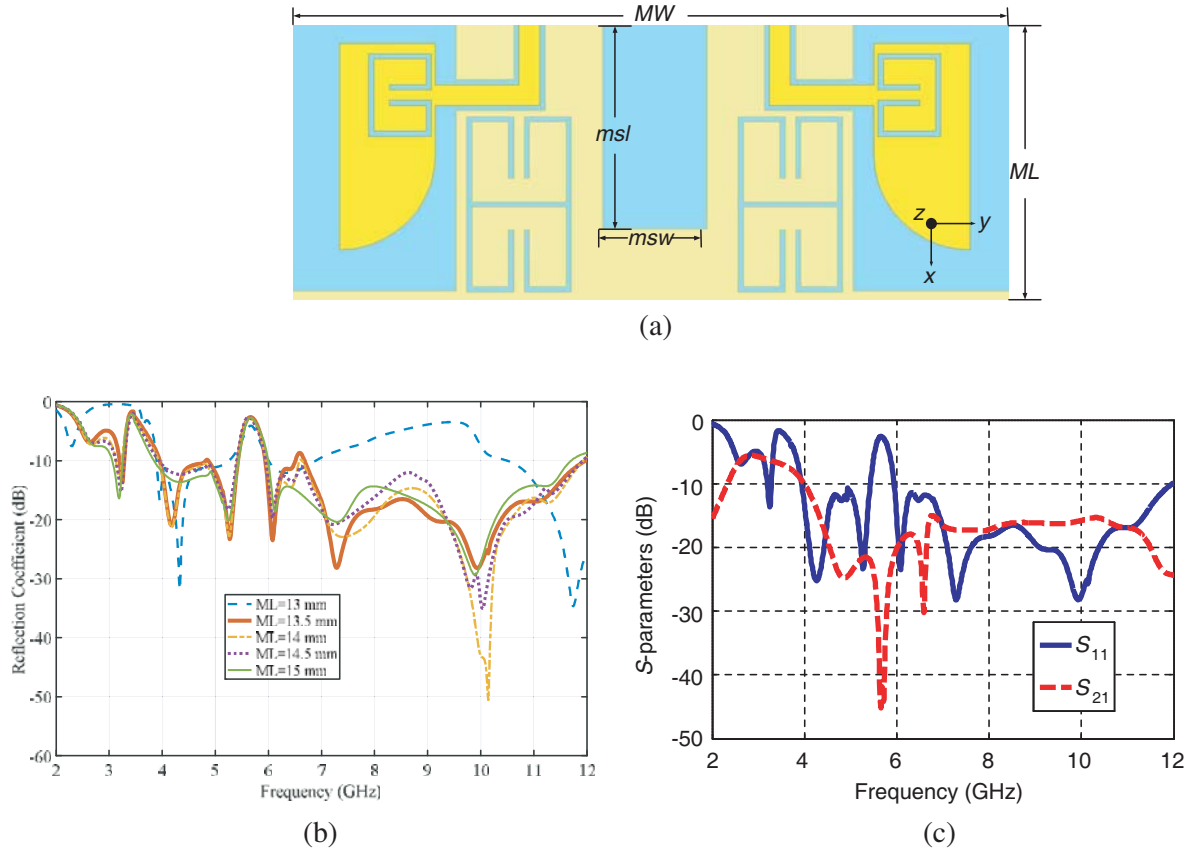 MW
msl
ML
msw
z
y
x
(a)
0
-10
-20
-30
-40
-50
-60
Reflection Coefficient (dB)
ML=13 mm
ML=13.5 mm
ML=14 mm
ML=14.5 mm
ML=15 mm
2 3 4 5 6 7 8 9 10 11 12
Frequency (GHz)
(b)
0
-10
-20
-30
-40
-50
S-parameters (dB)
S11
S21
2 4 6 8 10 12
Frequency (GHz)
(c)